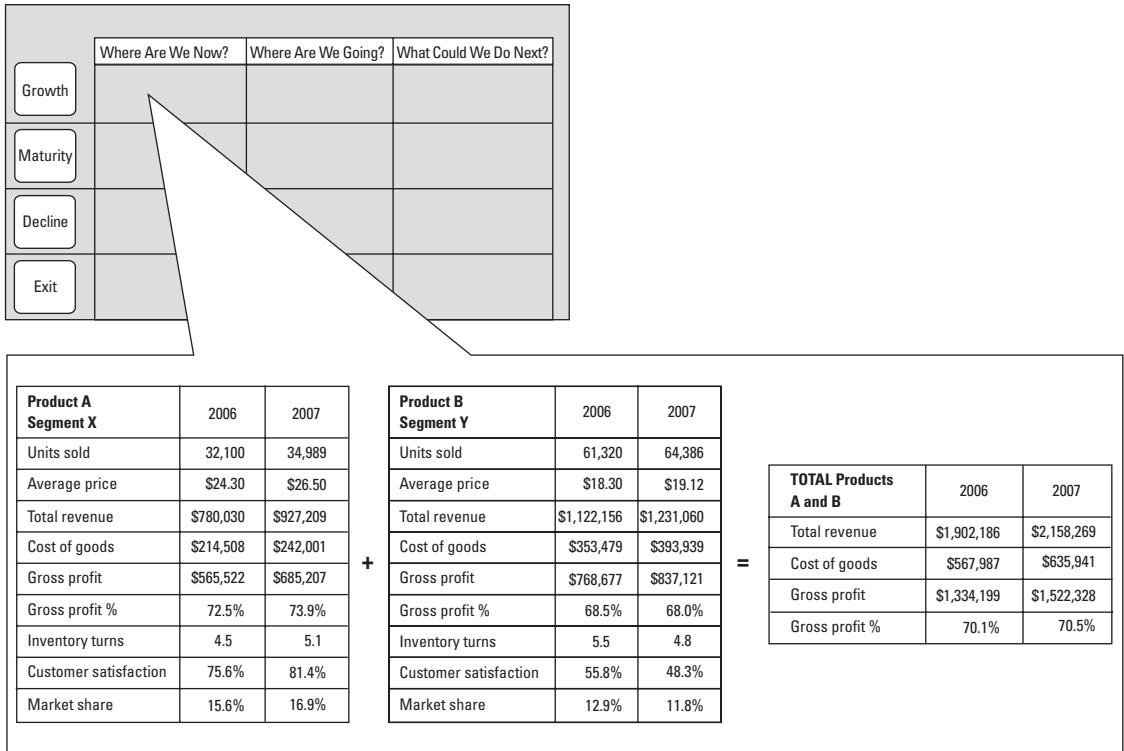 Where Are We Now? Where Are We Going? What Could We Do Next?
Growth
Maturity
Decline
Exit
Product A
Segment X 2006 2007
Units sold 32,100 34,989
Average price $24.30 $26.50
Total revenue $780,030 $927,209
Cost of goods $214,508 $242,001
Gross profit $565,522 $685,207
Gross profit % 72.5% 73.9%
Inventory turns 4.5 5.1
Customer satisfaction 75.6% 81.4%
Market share 15.6% 16.9%
+
Product B
Segment Y 2006 2007
Units sold 61,320 64,386
Average price $18.30 $19.12
Total revenue $1,122,156 $1,231,060
Cost of goods $353,479 $393,939
Gross profit $768,677 $837,121
Gross profit % 68.5% 68.0%
Inventory turns 5.5 4.8
Customer satisfaction 55.8% 48.3%
Market share 12.9% 11.8%
=
TOTAL Products
A and B 2006 2007
Total revenue $1,902,186 $2,158,269
Cost of goods $567,987 $635,941
Gross profit $1,334,199 $1,522,328
Gross profit % 70.1% 70.5%